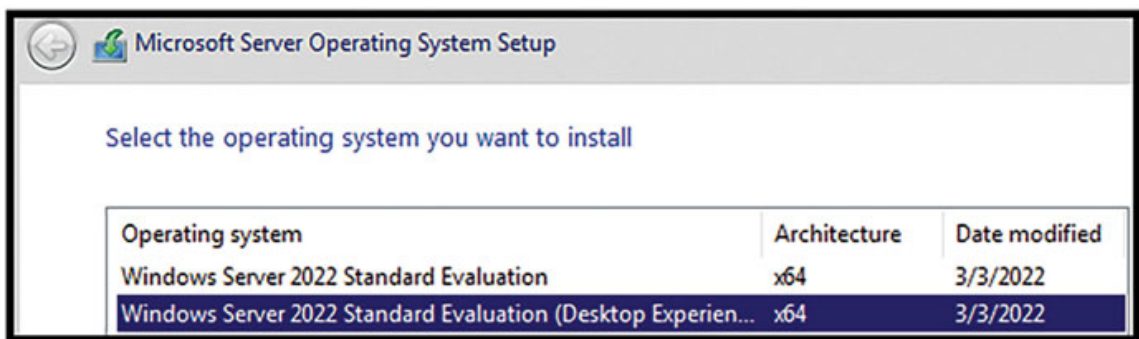 Microsoft Server Operating System Setup
Select the operating system you want to install
Operating system Architecture Date modified
Windows Server 2022 Standard Evaluation x64 3/3/2022
Windows Server 2022 Standard Evaluation (Desktop Experien... x64 3/3/2022